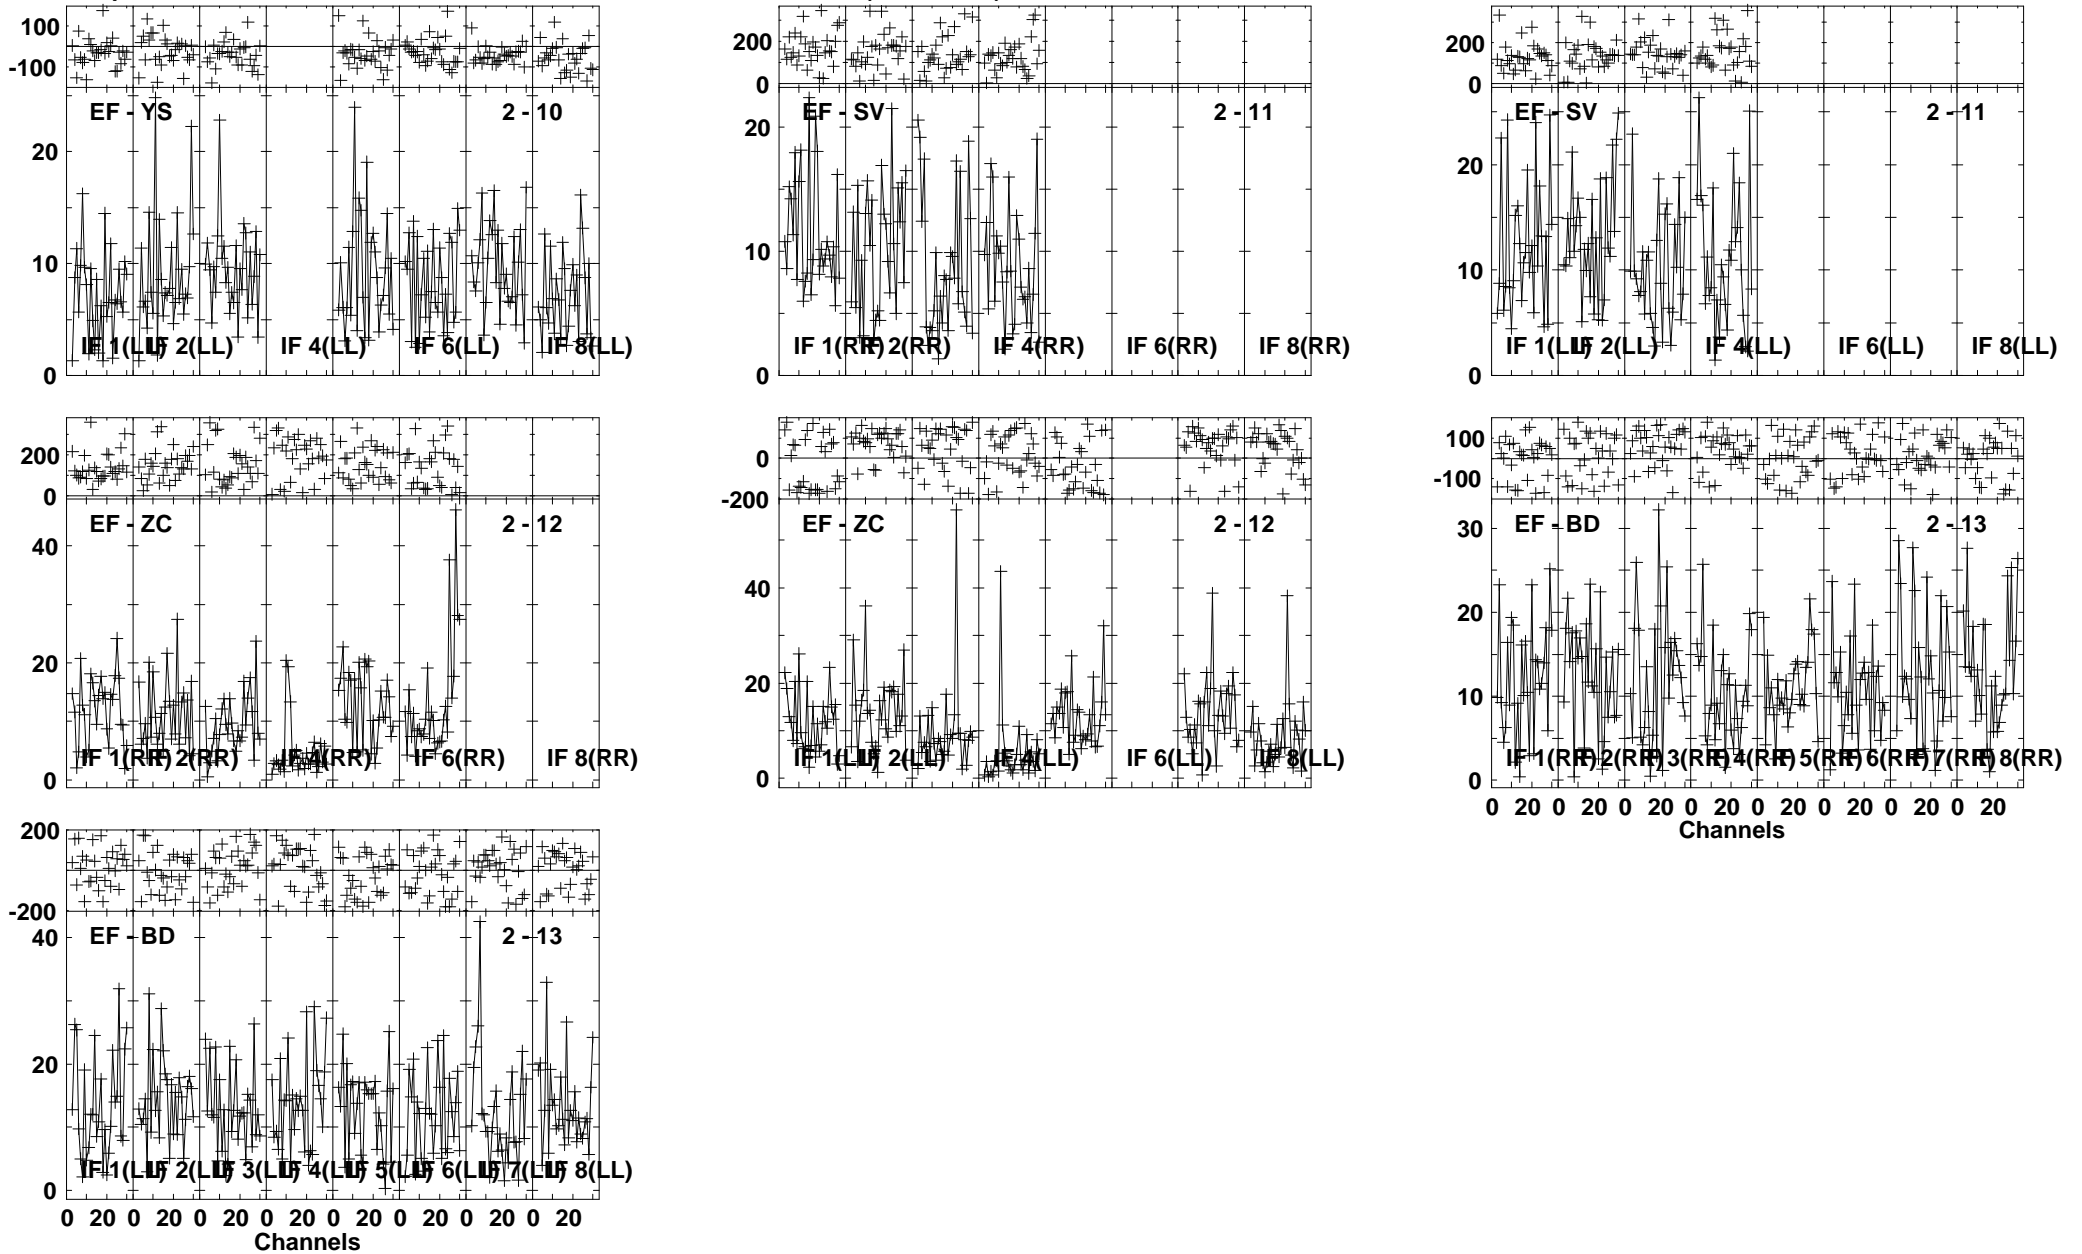 100
-100
EF - YS 2 - 10
20
10
0
IF 1(LL) IF 2(LL) IF 4(LL) IF 6(LL) IF 8(LL)
200
0
EF - SV 2 - 11
20
10
0
IF 1(RR) IF 2(RR) IF 4(RR) IF 6(RR) IF 8(RR)
200
0
EF - SV 2 - 11
20
10
0
IF 1(LL) IF 2(LL) IF 4(LL) IF 6(LL) IF 8(LL)
200
0
EF - ZC 2 - 12
40
20
0
IF 1(RR) IF 2(RR) IF 4(RR) IF 6(RR) IF 8(RR)
0
-200
EF - ZC 2 - 12
40
20
0
IF 1(LL) IF 2(LL) IF 4(LL) IF 6(LL) IF 8(LL)
100
-100
EF - BD 2 - 13
30
20
10
0
IF 1(RR) IF 2(RR) IF 3(RR) IF 4(RR) IF 5(RR) IF 6(RR) IF 7(RR) IF 8(RR)
0 20 0 20 0 20 0 20 0 20 0 20 0 20 0 20
Channels
200
-200
EF - BD 2 - 13
40
20
0
IF 1(LL) IF 2(LL) IF 3(LL) IF 4(LL) IF 5(LL) IF 6(LL) IF 7(LL) IF 8(LL)
0 20 0 20 0 20 0 20 0 20 0 20 0 20 0 20
Channels